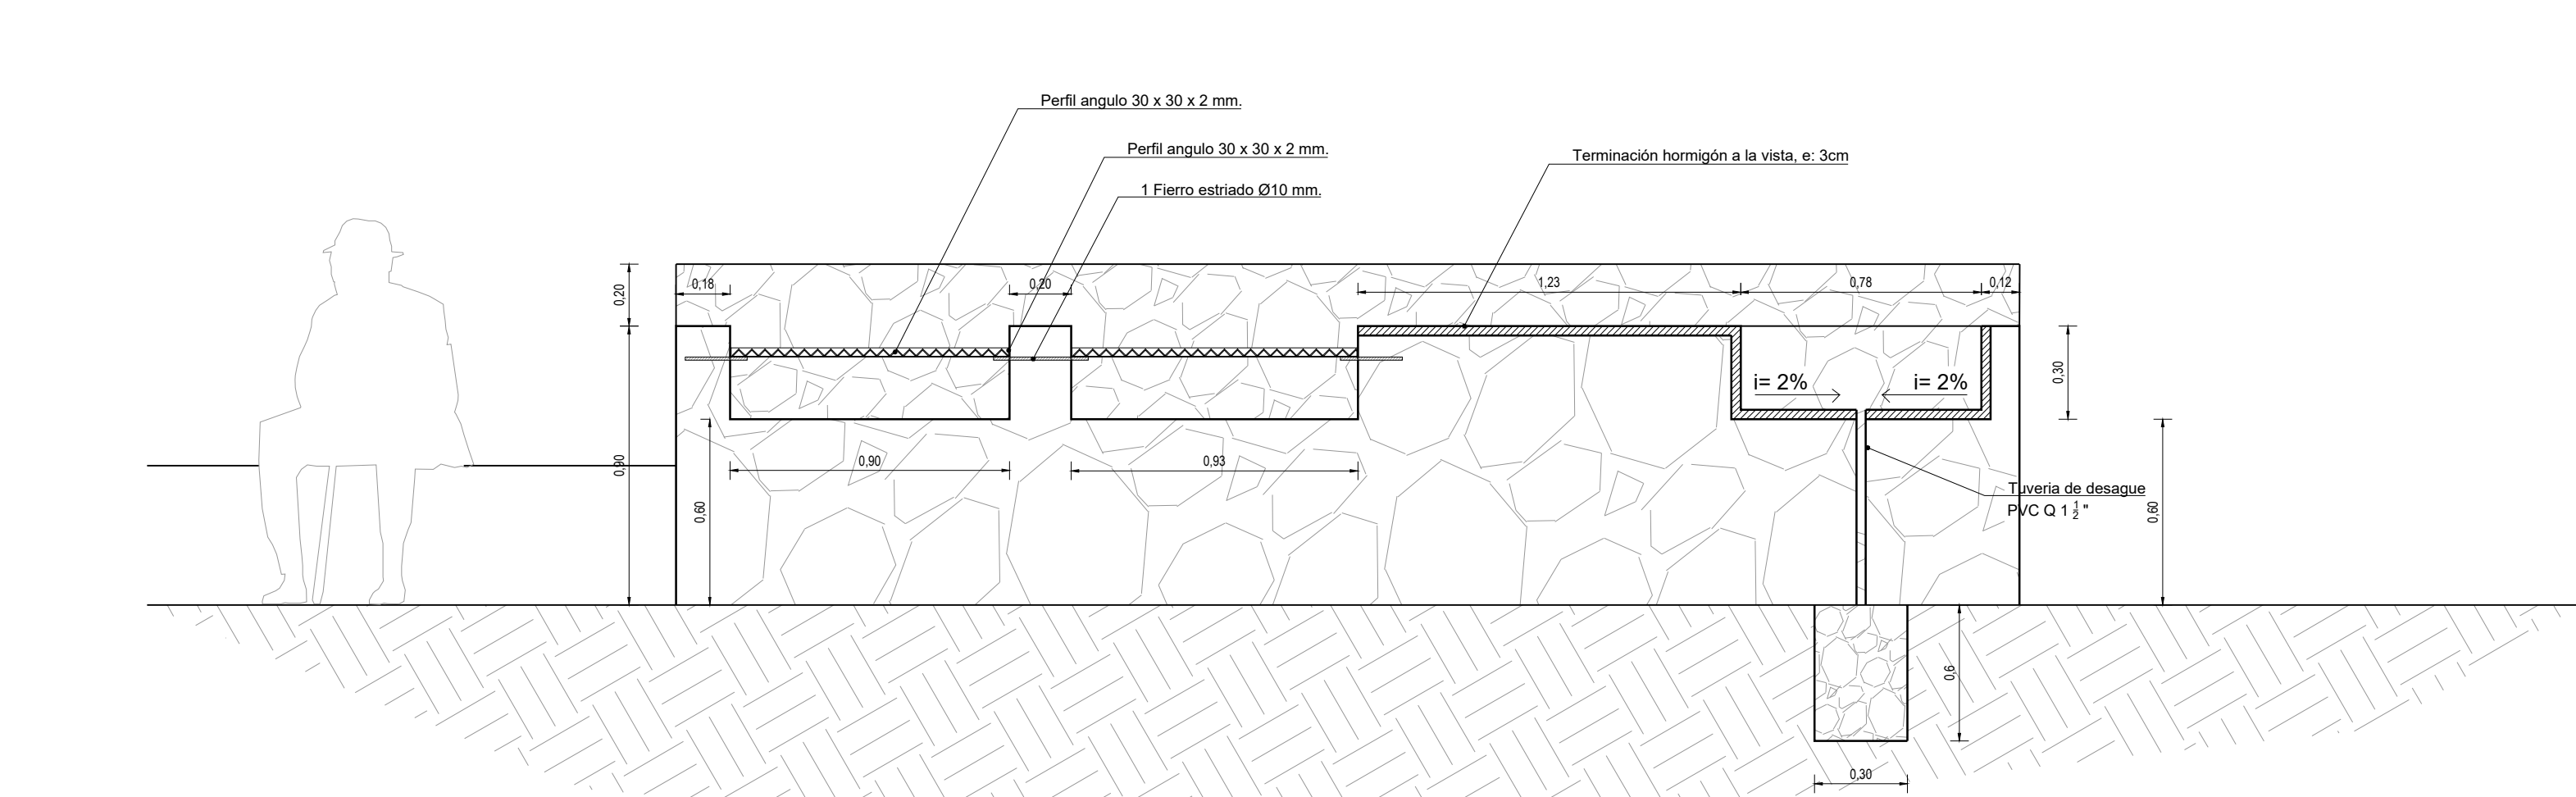 Perfil angulo 30 x 30 x 2 mm.
Perfil angulo 30 x 30 x 2 mm.
Terminación hormigón a la vista, e: 3cm
1 Fierro estriado Ø10 mm.
0,20
0,18
0,20
1,23
0,78
0,12
0,30
i= 2%
i= 2%
0,90
0,90
0,93
0,60
Tuveria de desague
PVC Q 1 1/2 "
0,60
0,6
0,30